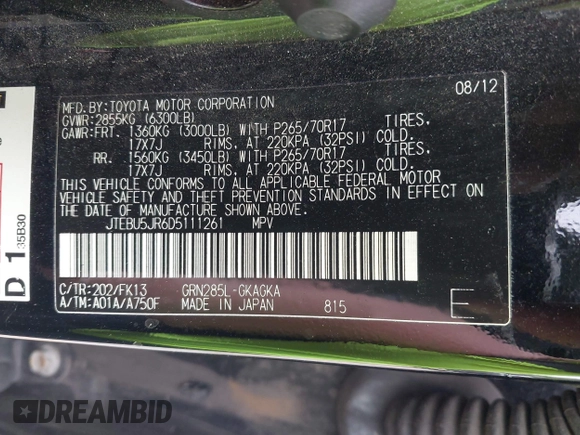 08/12
MFD.BY:TOYOTA MOTOR CORPORATION
GVWR:2855KG (6300LB)
GAWR:FRT. 1360KG (3000LB) WITH P265/70R17 TIRES.
17X7J RIMS. AT 220KPA (32PSI) COLD.
RR. 1560KG (3450LB) WITH P265/70R17 TIRES.
17X7J RIMS. AT 220KPA (32PSI) COLD.
THIS VEHICLE CONFORMS TO ALL APPLICABLE FEDERAL MOTOR
VEHICLE SAFETY AND THEFT PREVENTION STANDARDS IN EFFECT ON
THE DATE OF MANUFACTURE SHOWN ABOVE.
JTEBU5JR6D5111261 MPV
C/TR:202/FK13 GRN285L-GKAGKA
A/TM:A01A/A750F MADE IN JAPAN 815 E
D 1 35B30
DREAMBID